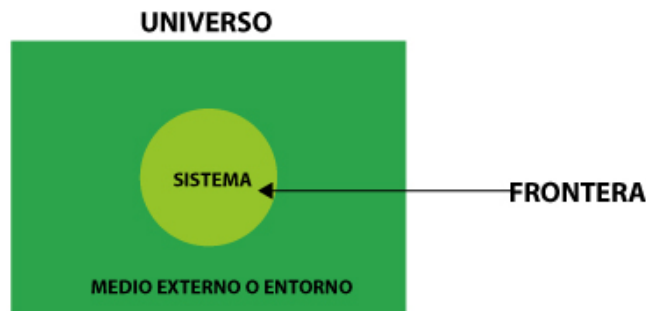 UNIVERSO
SISTEMA
FRONTERA
MEDIO EXTERNO O ENTORNO